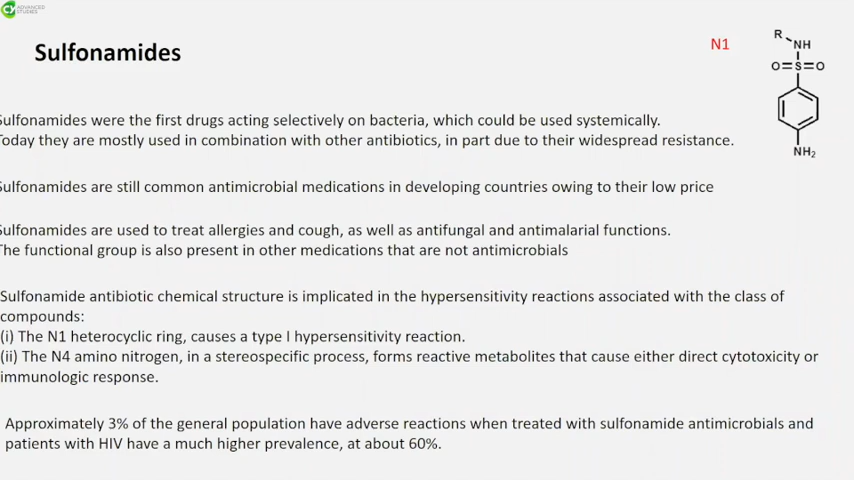 ADVANCED
STUDIES
Sulfonamides
N1
R
NH
O=S=O
NH2
Sulfonamides were the first drugs acting selectively on bacteria, which could be used systemically.
Today they are mostly used in combination with other antibiotics, in part due to their widespread resistance.
Sulfonamides are still common antimicrobial medications in developing countries owing to their low price
Sulfonamides are used to treat allergies and cough, as well as antifungal and antimalarial functions.
The functional group is also present in other medications that are not antimicrobials
Sulfonamide antibiotic chemical structure is implicated in the hypersensitivity reactions associated with the class of
compounds:
(i) The N1 heterocyclic ring, causes a type I hypersensitivity reaction.
(ii) The N4 amino nitrogen, in a stereospecific process, forms reactive metabolites that cause either direct cytotoxicity or
immunologic response.
Approximately 3% of the general population have adverse reactions when treated with sulfonamide antimicrobials and
patients with HIV have a much higher prevalence, at about 60%.